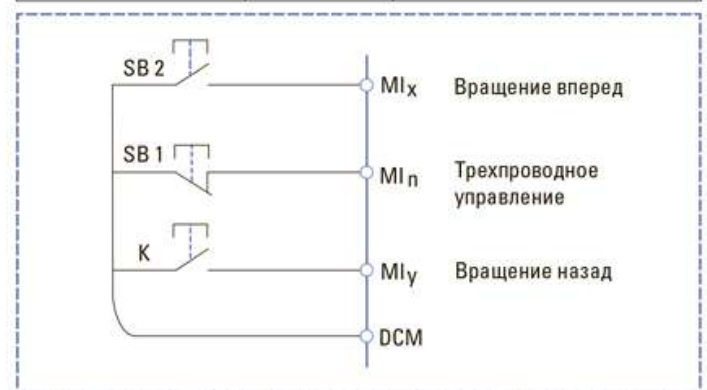 SB 2
MIx
Вращение вперед
SB 1
MIn
Трехпроводное
управление
K
MIy
Вращение назад
DCM